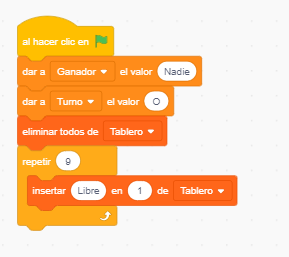 al hacer clic en
dar a Ganador el valor Nadie
dar a Turno el valor O
eliminar todos de Tablero
repetir 9
insertar Libre en 1 de Tablero